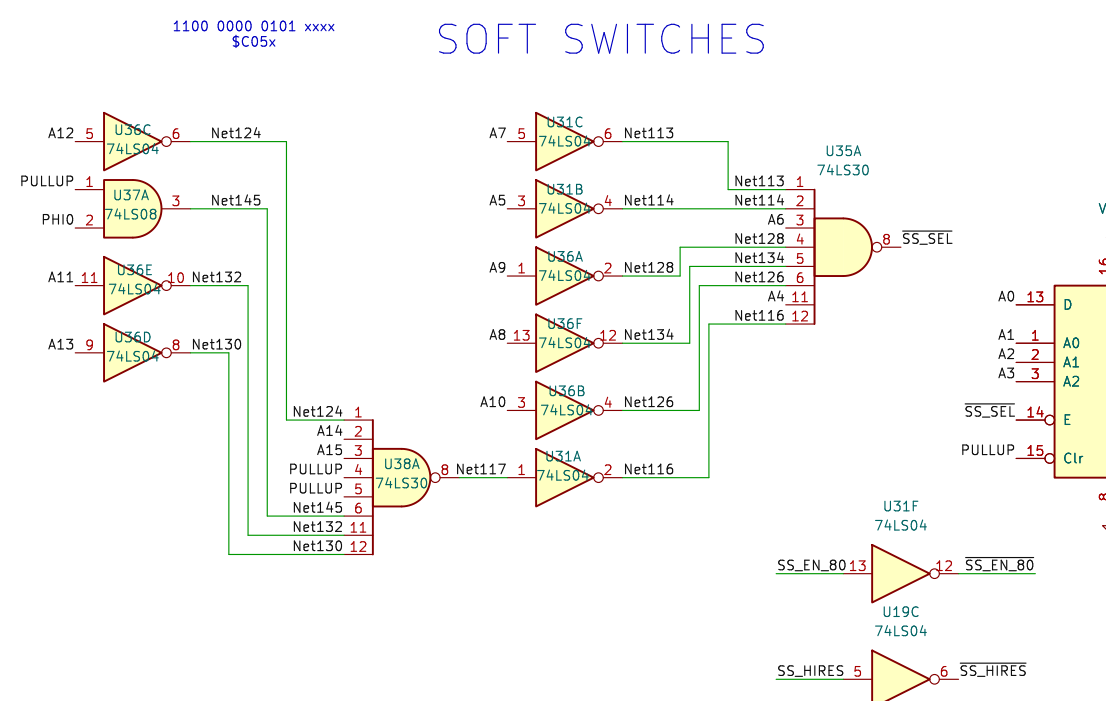 1100 0000 0101 xxxx
$C05x
SOFT SWITCHES
A12 5 U36C 74LS04 6 Net124
PULLUP 1 U37A 74LS08 3 Net145
PHI0 2
A11 11 U36E 74LS04 10 Net132
A13 9 U36D 74LS04 8 Net130
Net124 1
A14 2
A15 3
PULLUP 4
PULLUP 5
Net145 6
Net132 11
Net130 12
U38A
74LS30
8 Net117
A7 5 U31C 74LS04 6 Net113
A5 3 U31B 74LS04 4 Net114
A9 1 U36A 74LS04 2 Net128
A8 13 U36F 74LS04 12 Net134
A10 3 U36B 74LS04 4 Net126
1 U31A 74LS04 2 Net116
U35A
74LS30
Net113 1
Net114 2
A6 3
Net128 4
Net134 5
Net126 6
A4 11
Net116 12
8 SS_SEL
V
16
A0 13 D
A1 1 A0
A2 2 A1
A3 3 A2
SS_SEL 14 E
PULLUP 15 Clr
8
U31F
74LS04
SS_EN_80 13 12 SS_EN_80
U19C
74LS04
SS_HIRES 5 6 SS_HIRES